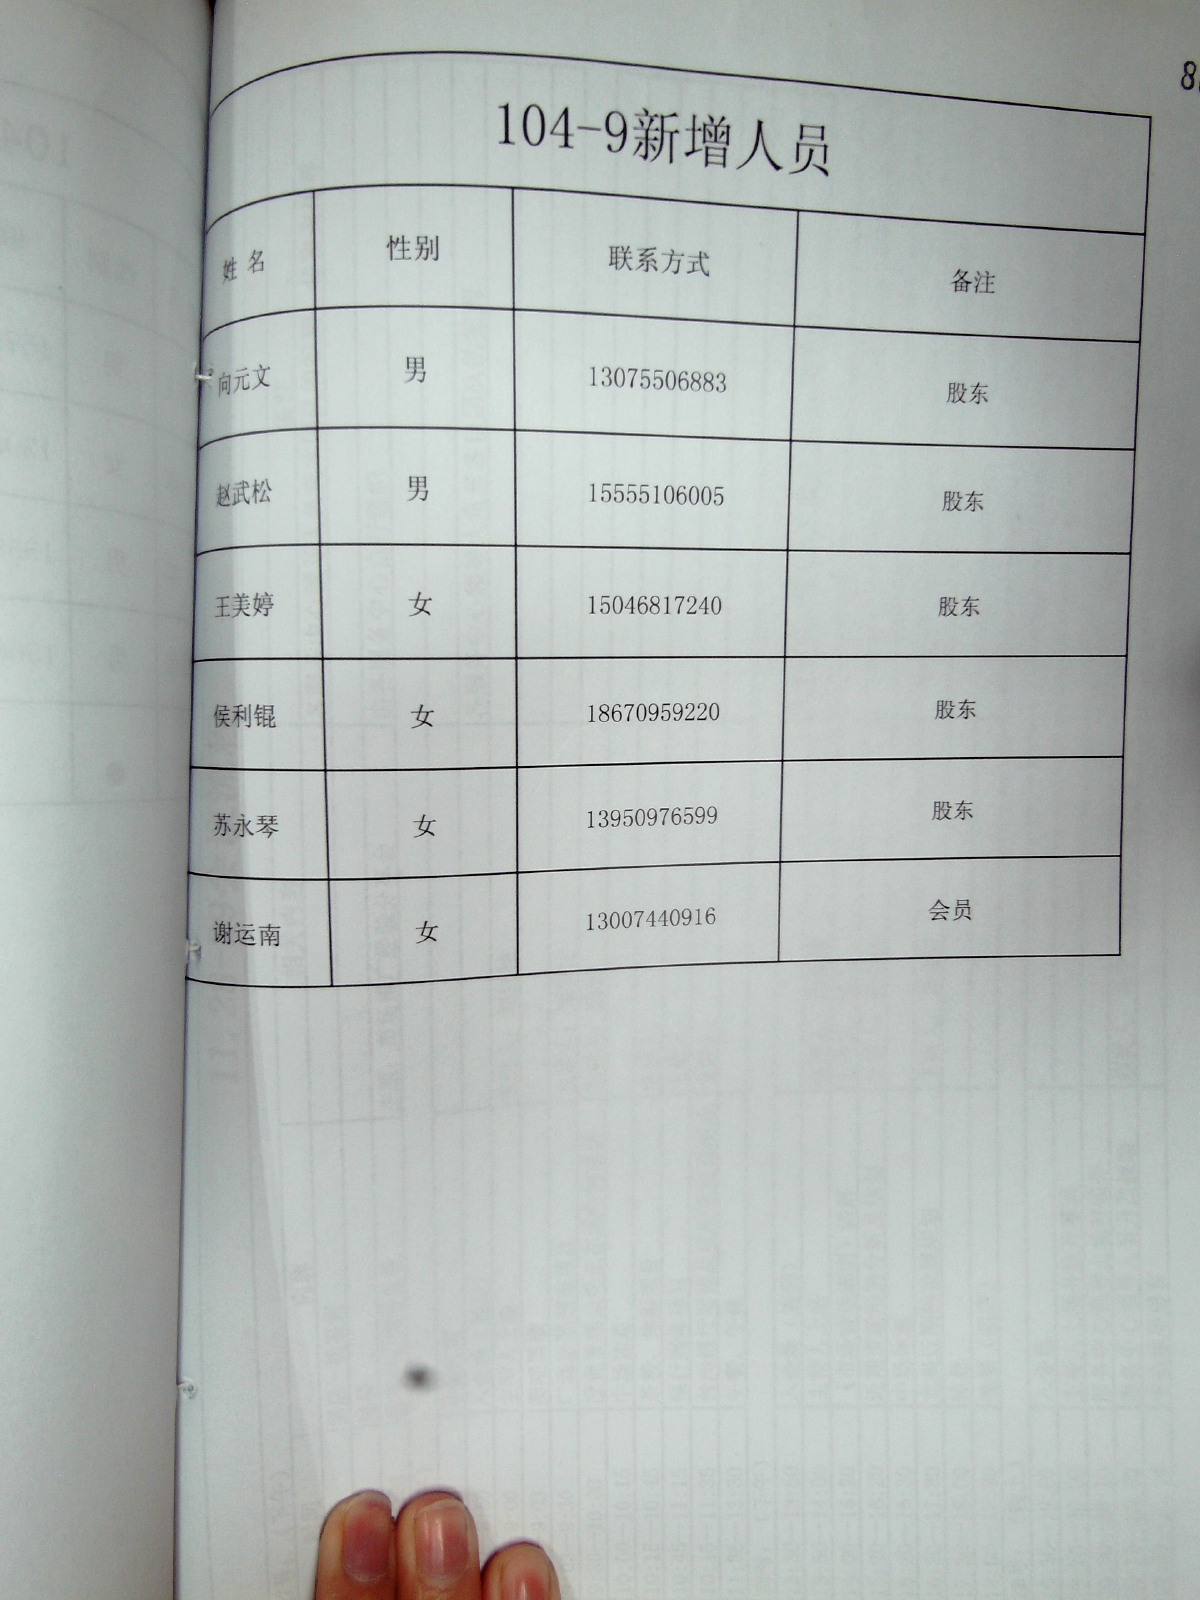 104-9新增人员
姓 名 性别 联系方式 备注
向元文 男 13075506883 股东
赵武松 男 15555106005 股东
王美婷 女 15046817240 股东
侯利锟 女 18670959220 股东
苏永琴 女 13950976599 股东
谢运南 女 13007440916 会员